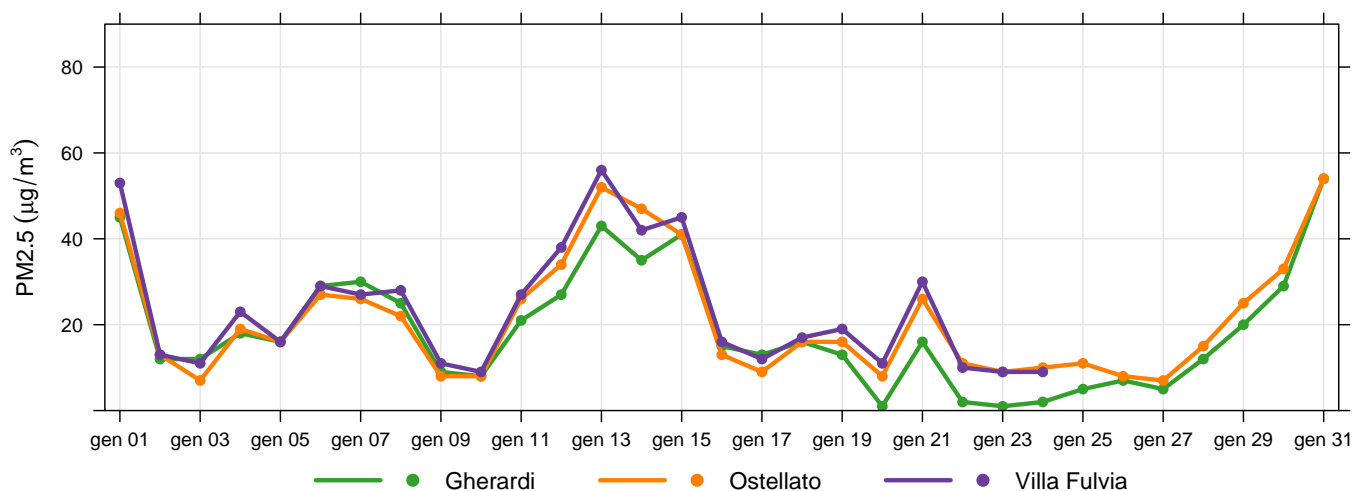 PM2.5 (µg/m³)
80
60
40
20
gen 01 gen 03 gen 05 gen 07 gen 09 gen 11 gen 13 gen 15 gen 17 gen 19 gen 21 gen 23 gen 25 gen 27 gen 29 gen 31
Gherardi Ostellato Villa Fulvia